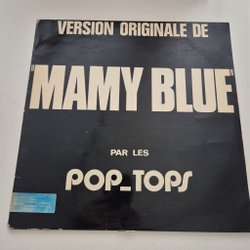 VERSION ORIGINALE DE
"MAMY BLUE"
PAR LES
POP_TOPS